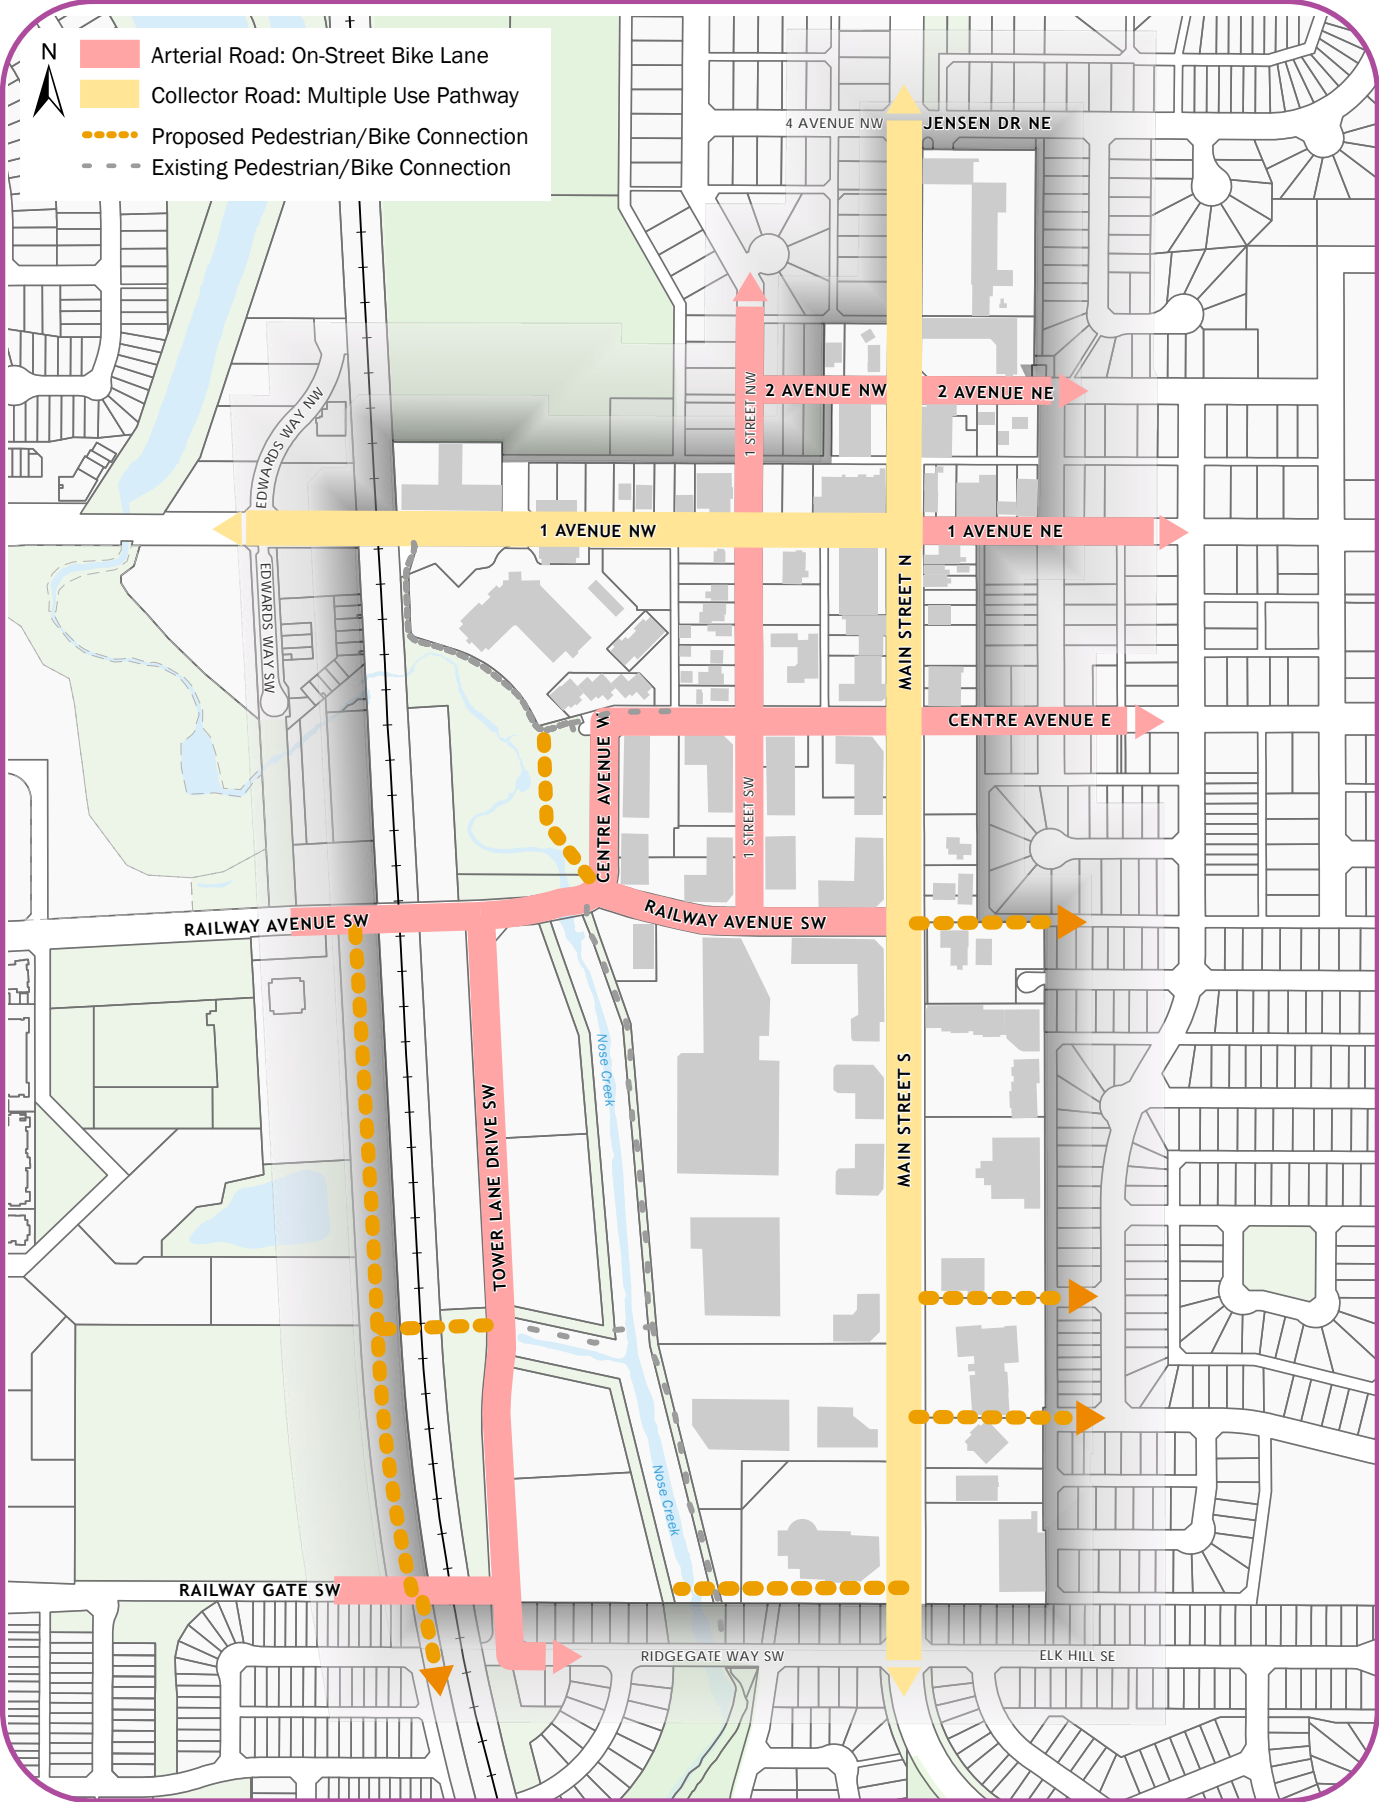 N
Arterial Road: On-Street Bike Lane
Collector Road: Multiple Use Pathway
Proposed Pedestrian/Bike Connection
Existing Pedestrian/Bike Connection
4 AVENUE NW
JENSEN DR NE
1 STREET NW
2 AVENUE NW
2 AVENUE NE
EDWARDS WAY NW
1 AVENUE NW
1 AVENUE NE
EDWARDS WAY SW
MAIN STREET N
CENTRE AVENUE W
CENTRE AVENUE E
1 STREET SW
RAILWAY AVENUE SW
RAILWAY AVENUE SW
Nose Creek
MAIN STREET S
TOWER LANE DRIVE SW
Nose Creek
RAILWAY GATE SW
RIDGEGATE WAY SW
ELK HILL SE